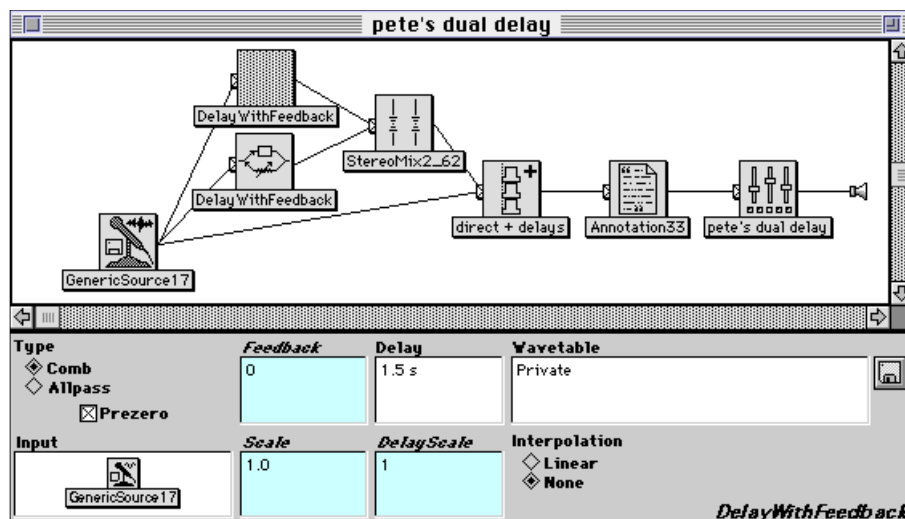 pete's dual delay
DelayWithFeedback
StereoMix2_62
DelayWithFeedback
direct + delays
Annotation33
pete's dual delay
GenericSource17
Type
Comb
Allpass
Prezero
Feedback
0
Delay
1.5 s
Wavetable
Private
Input
GenericSource17
Scale
1.0
DelayScale
1
Interpolation
Linear
None
DelayWithFeedback